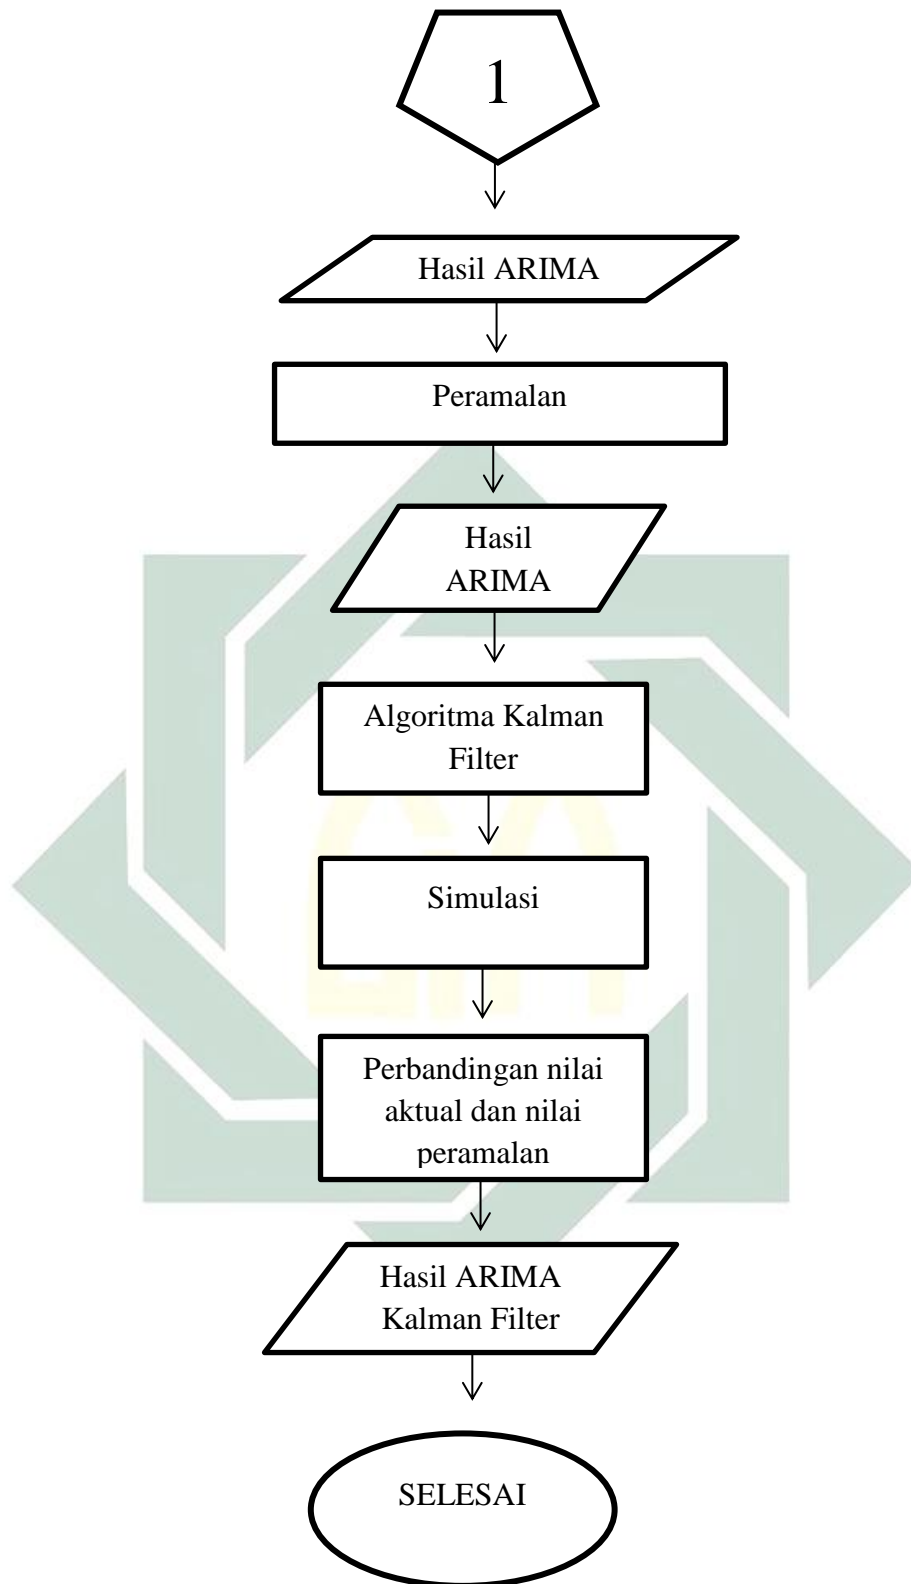 1
Hasil ARIMA
Peramalan
Hasil
ARIMA
Algoritma Kalman
Filter
Simulasi
Perbandingan nilai
aktual dan nilai
peramalan
Hasil ARIMA
Kalman Filter
SELESAI